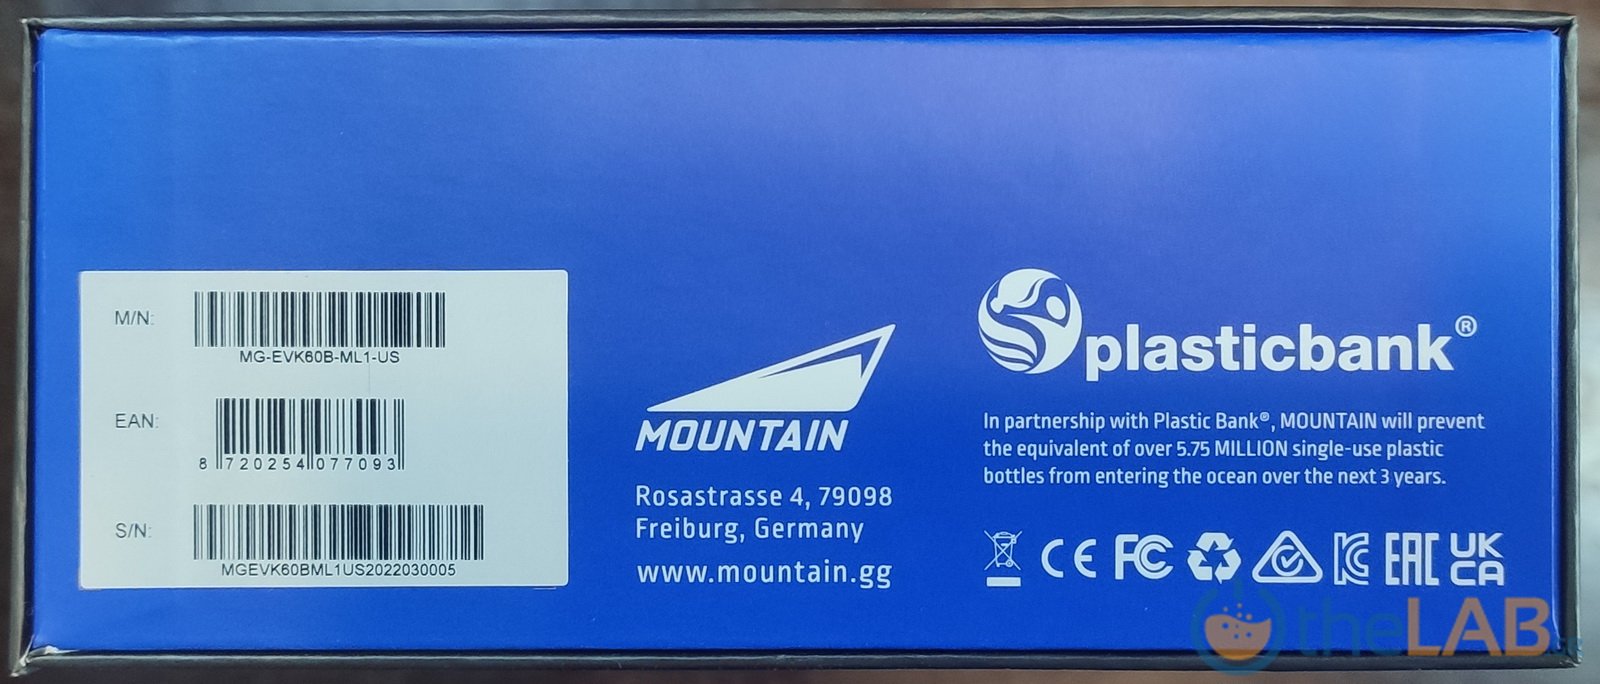 M/N:
MG-EVK60B-ML1-US
EAN:
8 720254 077093
S/N:
MGEVK60BML1US2022030005
MOUNTAIN
Rosastrasse 4, 79098
Freiburg, Germany
www.mountain.gg
plasticbank®
In partnership with Plastic Bank®, MOUNTAIN will prevent
the equivalent of over 5.75 MILLION single-use plastic
bottles from entering the ocean over the next 3 years.
CE FC KC EAC UK
CA
theLAB